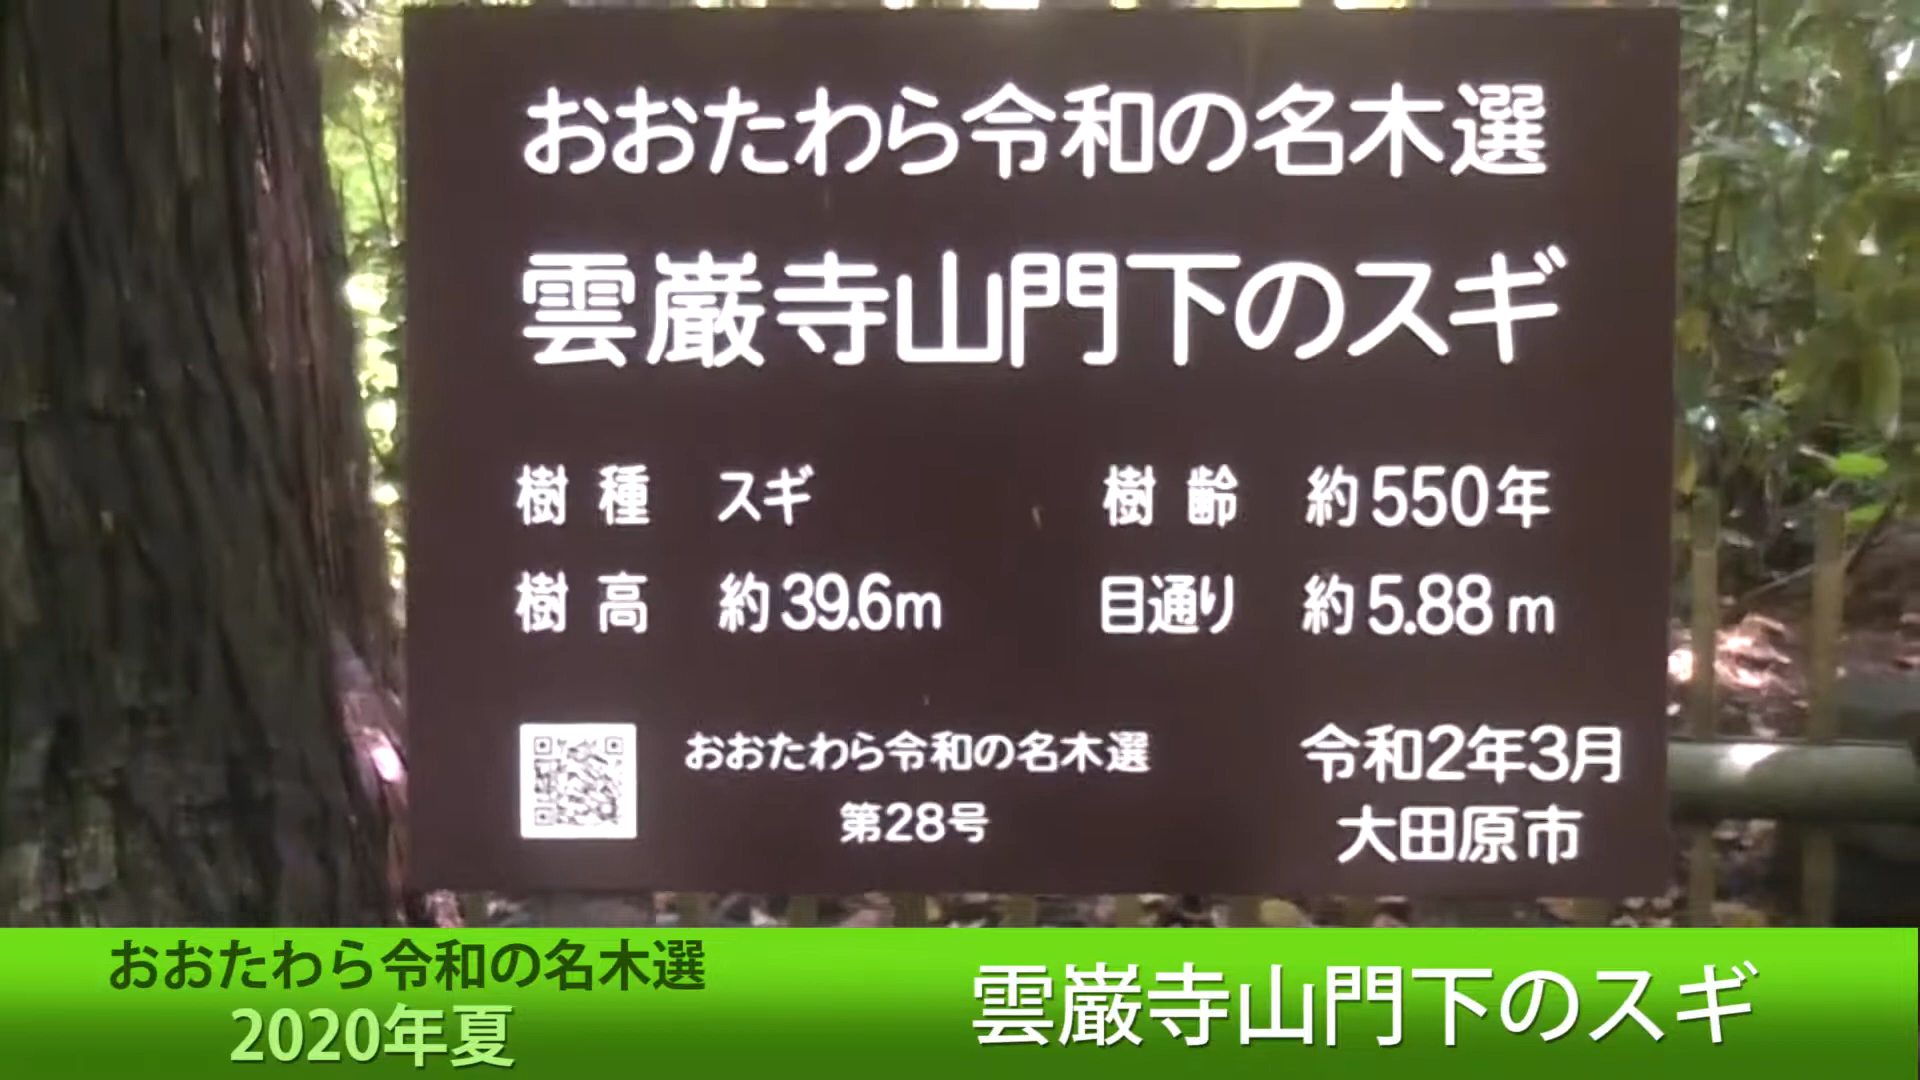 おおたわら令和の名木選
雲巌寺山門下のスギ
樹種 スギ 樹齢 約550年
樹高 約39.6m 目通り 約5.88m
おおたわら令和の名木選 令和2年3月
第28号 大田原市
おおたわら令和の名木選
2020年夏
雲巌寺山門下のスギ